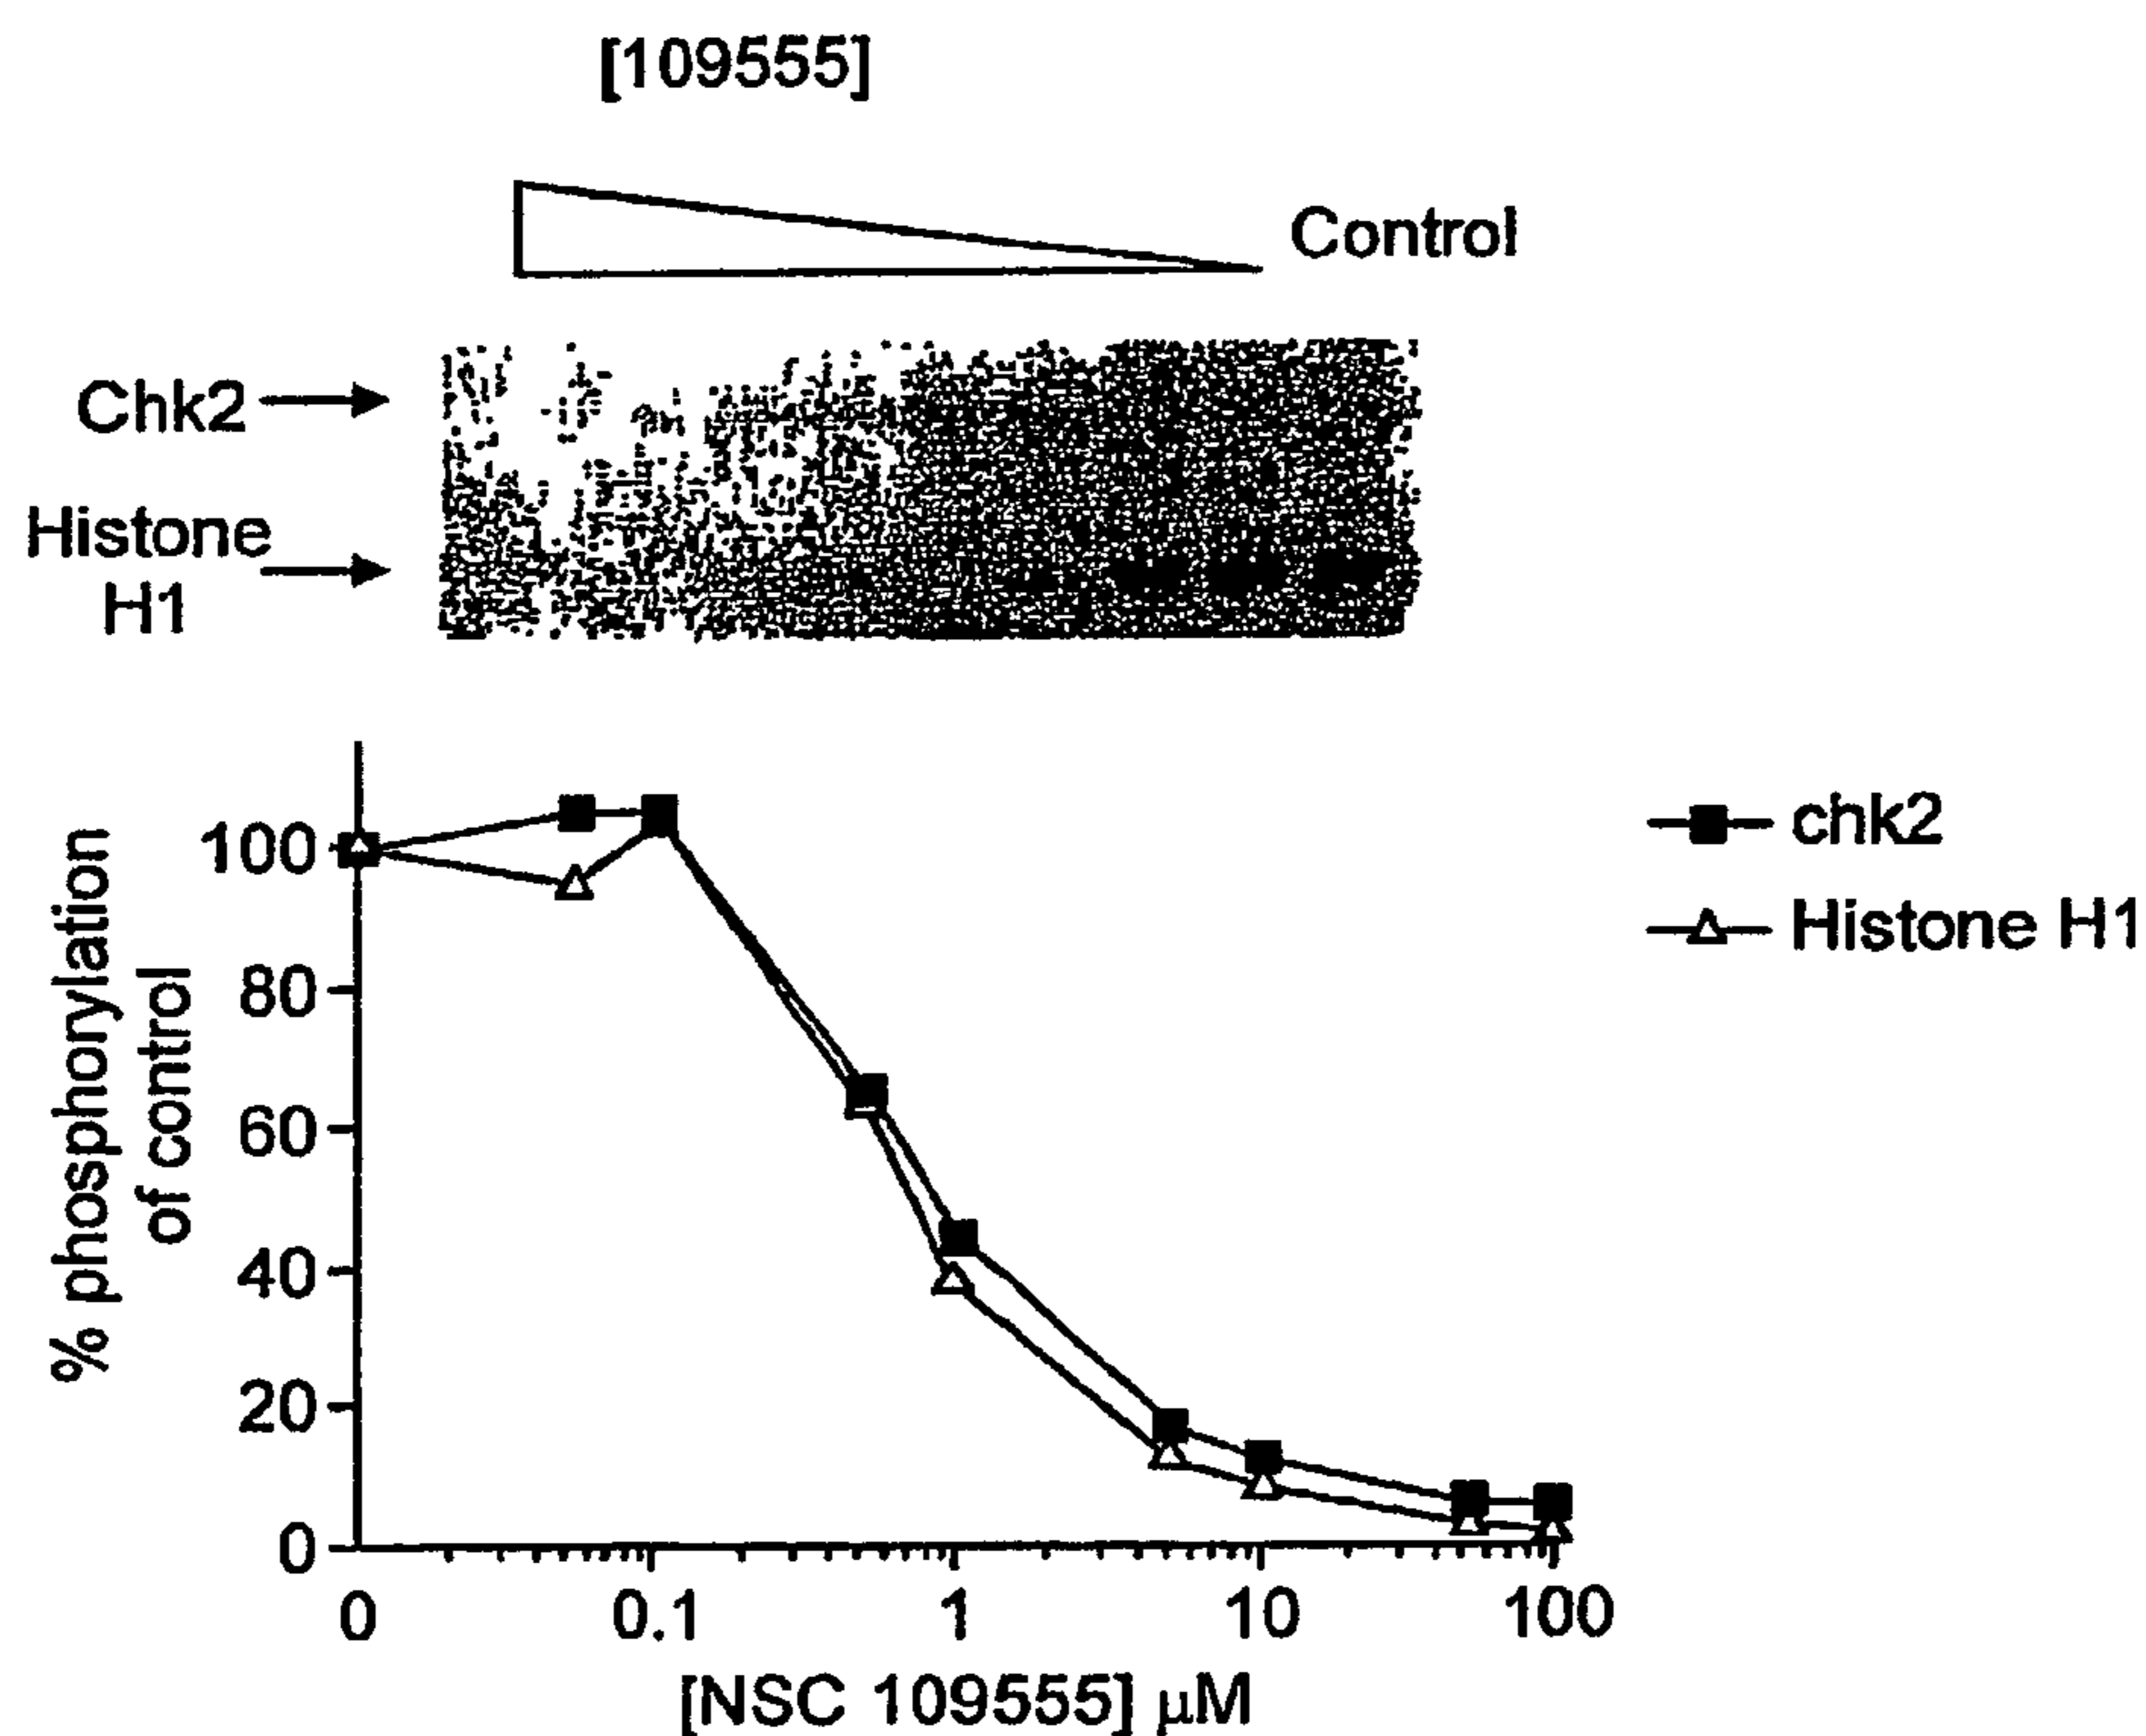 [109555]
Control
Chk2
Histone
H1
% phosphorylation
of control
100
80
60
40
20
0
0 0.1 1 10 100
[NSC 109555] µM
chk2
Histone H1